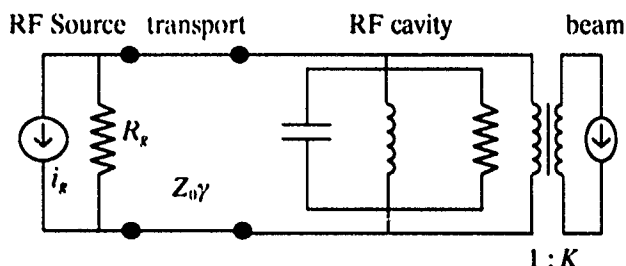 RF Source transport RF cavity beam
R_g
i_g
Z_0γ
1 : K